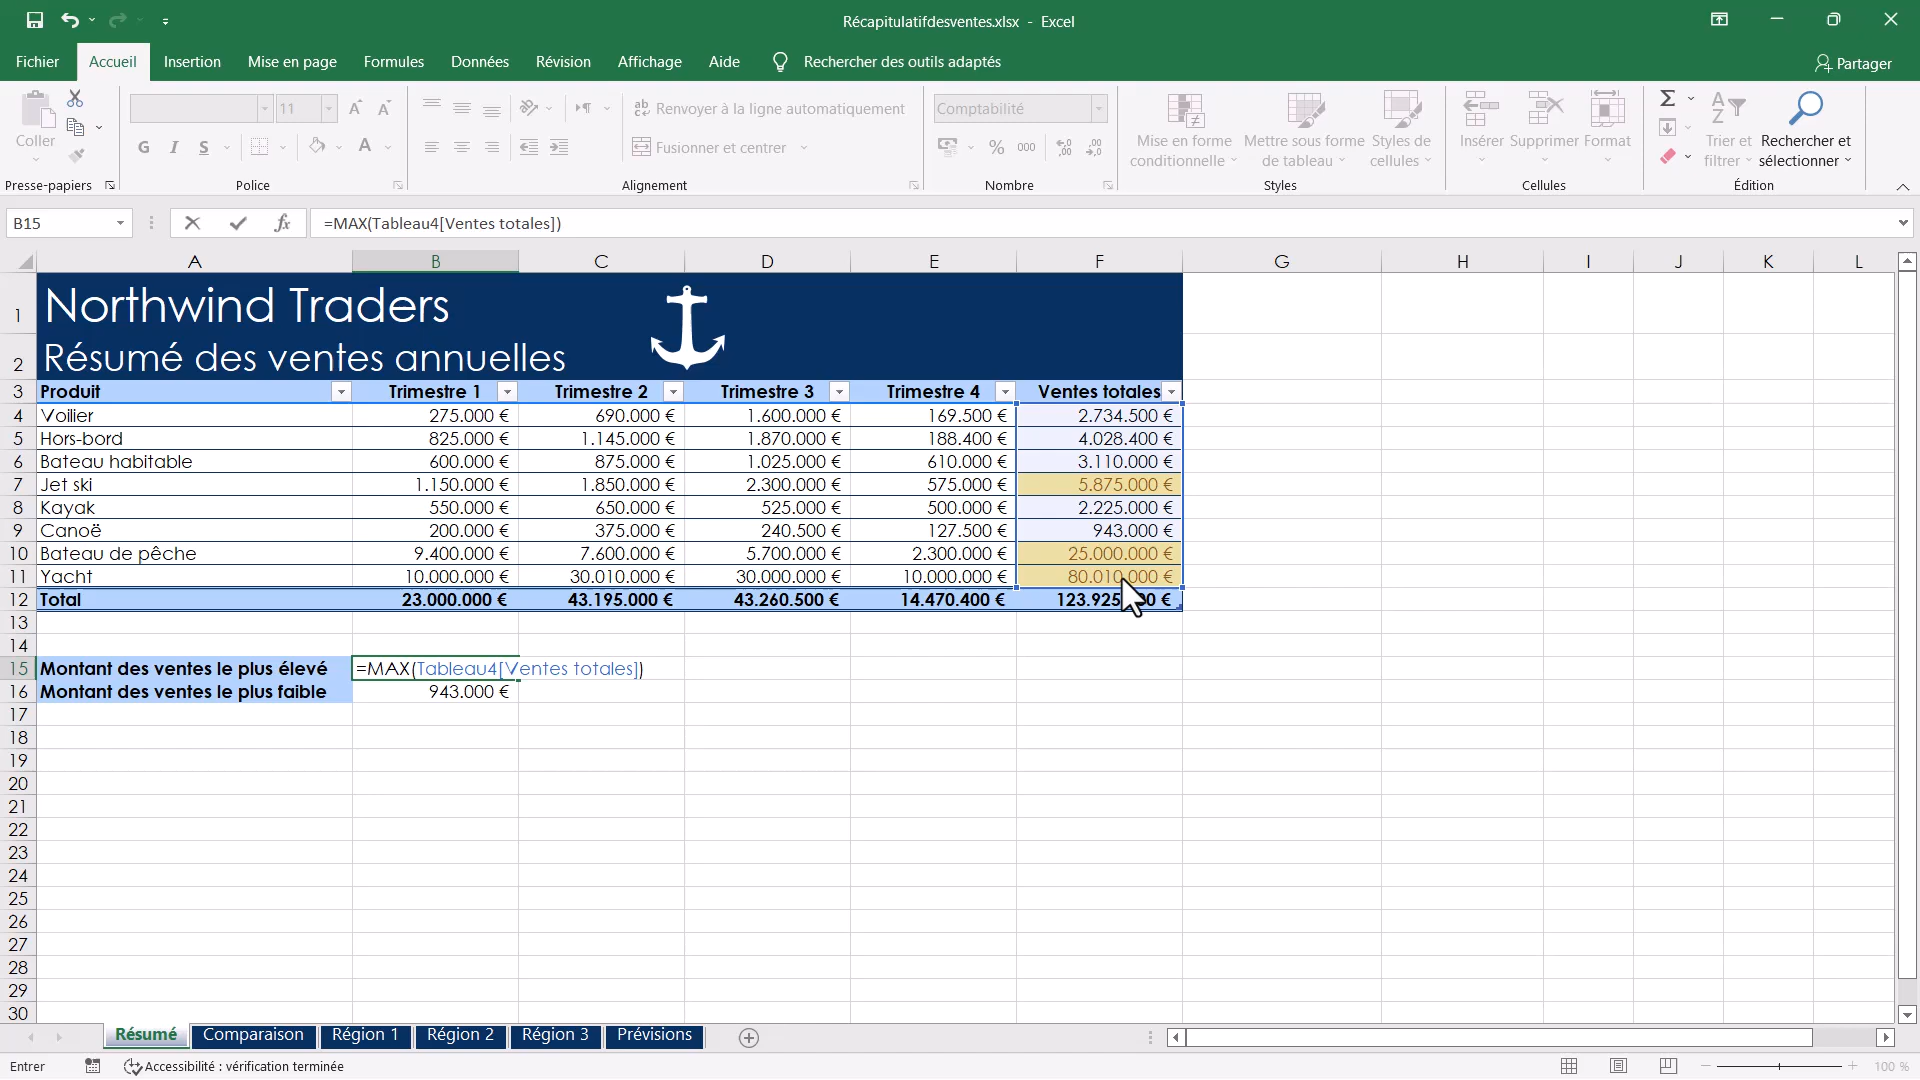 Récapitulatifdesventes.xlsx - Excel
Fichier Accueil Insertion Mise en page Formules Données Révision Affichage Aide Rechercher des outils adaptés Partager
Coller
11
G I S A
Renvoyer à la ligne automatiquement
Fusionner et centrer
Comptabilité
% 000
Mise en forme conditionnelle
Mettre sous forme de tableau
Styles de cellules
Insérer Supprimer Format
Trier et filtrer
Rechercher et sélectionner
Presse-papiers Police Alignement Nombre Styles Cellules Édition
B15 fx =MAX(Tableau4[Ventes totales])
A B C D E F G H I J K L
1 Northwind Traders
2 Résumé des ventes annuelles
3 Produit Trimestre 1 Trimestre 2 Trimestre 3 Trimestre 4 Ventes totales
4 Voilier 275.000 € 690.000 € 1.600.000 € 169.500 € 2.734.500 €
5 Hors-bord 825.000 € 1.145.000 € 1.870.000 € 188.400 € 4.028.400 €
6 Bateau habitable 600.000 € 875.000 € 1.025.000 € 610.000 € 3.110.000 €
7 Jet ski 1.150.000 € 1.850.000 € 2.300.000 € 575.000 € 5.875.000 €
8 Kayak 550.000 € 650.000 € 525.000 € 500.000 € 2.225.000 €
9 Canoë 200.000 € 375.000 € 240.500 € 127.500 € 943.000 €
10 Bateau de pêche 9.400.000 € 7.600.000 € 5.700.000 € 2.300.000 € 25.000.000 €
11 Yacht 10.000.000 € 30.010.000 € 30.000.000 € 10.000.000 € 80.010.000 €
12 Total 23.000.000 € 43.195.000 € 43.260.500 € 14.470.400 €
13
14
15 Montant des ventes le plus élevé =MAX(Tableau4[Ventes totales])
16 Montant des ventes le plus faible 943.000 €
17
18
19
20
21
22
23
24
25
26
27
28
29
30
Résumé Comparaison Région 1 Région 2 Région 3 Prévisions
Entrer Accessibilité : vérification terminée 100 %